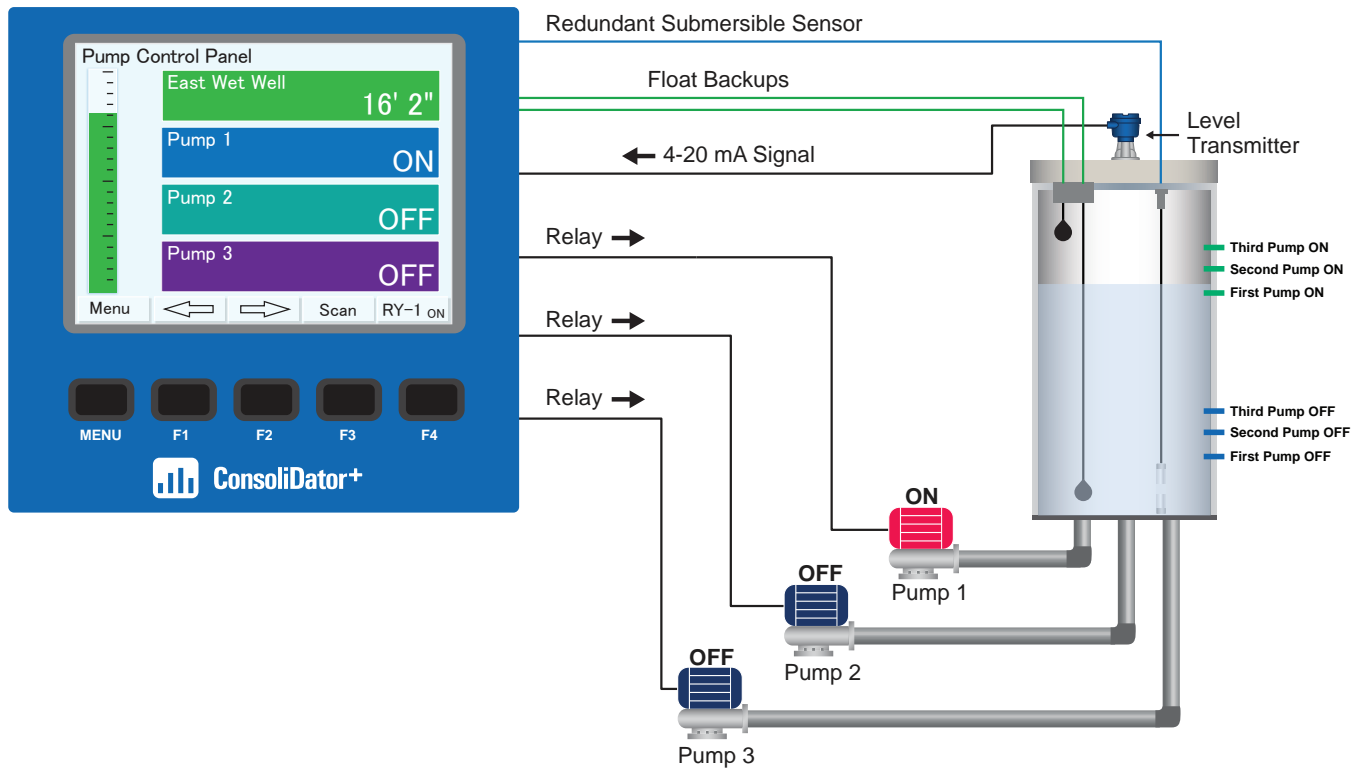 Redundant Submersible Sensor
Pump Control Panel
East Wet Well
16' 2"
Float Backups
Level
Transmitter
Pump 1
ON
4-20 mA Signal
Pump 2
OFF
Relay
Third Pump ON
Second Pump ON
First Pump ON
Pump 3
OFF
Menu
Scan
RY-1 ON
Relay
Relay
Third Pump OFF
Second Pump OFF
First Pump OFF
MENU
F1
F2
F3
F4
ConsoliDator+
ON
Pump 1
OFF
Pump 2
OFF
Pump 3